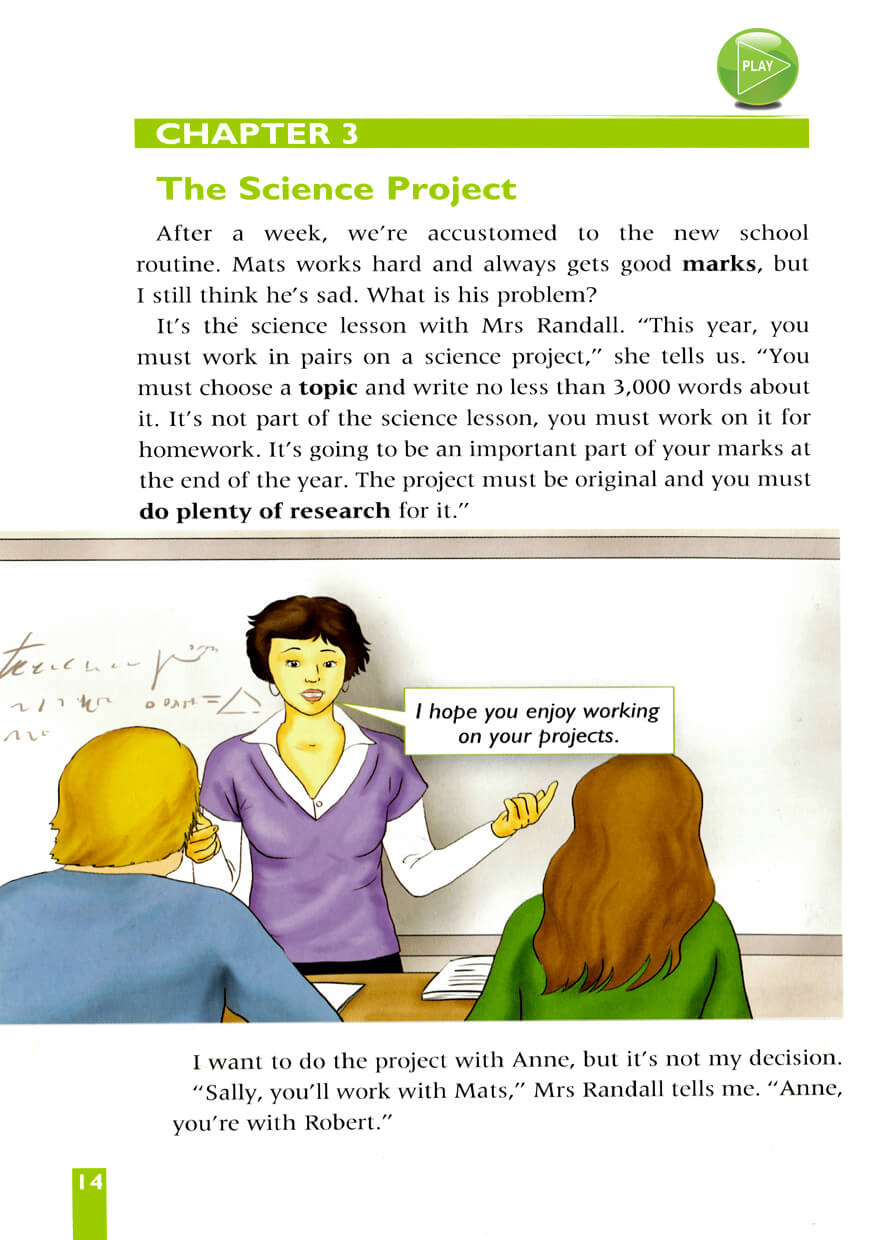 PLAY
CHAPTER 3
The Science Project
After a week, we're accustomed to the new school
routine. Mats works hard and always gets good marks, but
I still think he's sad. What is his problem?
It's the science lesson with Mrs Randall. “This year, you
must work in pairs on a science project,” she tells us. “You
must choose a topic and write no less than 3,000 words about
it. It's not part of the science lesson, you must work on it for
homework. It's going to be an important part of your marks at
the end of the year. The project must be original and you must
do plenty of research for it.”
I hope you enjoy working
on your projects.
I want to do the project with Anne, but it's not my decision.
“Sally, you'll work with Mats,” Mrs Randall tells me. “Anne,
you're with Robert.”
14